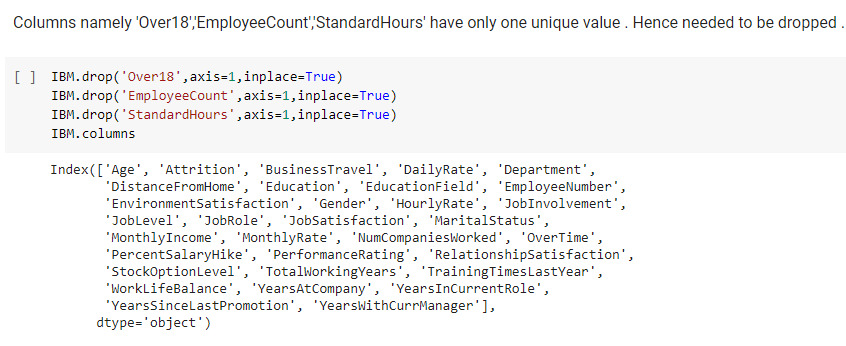 Columns namely 'Over18','EmployeeCount','StandardHours' have only one unique value . Hence needed to be dropped .
[ ] IBM.drop('Over18',axis=1,inplace=True)
IBM.drop('EmployeeCount',axis=1,inplace=True)
IBM.drop('StandardHours',axis=1,inplace=True)
IBM.columns
Index(['Age', 'Attrition', 'BusinessTravel', 'DailyRate', 'Department',
'DistanceFromHome', 'Education', 'EducationField', 'EmployeeNumber',
'EnvironmentSatisfaction', 'Gender', 'HourlyRate', 'JobInvolvement',
'JobLevel', 'JobRole', 'JobSatisfaction', 'MaritalStatus',
'MonthlyIncome', 'MonthlyRate', 'NumCompaniesWorked', 'OverTime',
'PercentSalaryHike', 'PerformanceRating', 'RelationshipSatisfaction',
'StockOptionLevel', 'TotalWorkingYears', 'TrainingTimesLastYear',
'WorkLifeBalance', 'YearsAtCompany', 'YearsInCurrentRole',
'YearsSinceLastPromotion', 'YearsWithCurrManager'],
dtype='object')